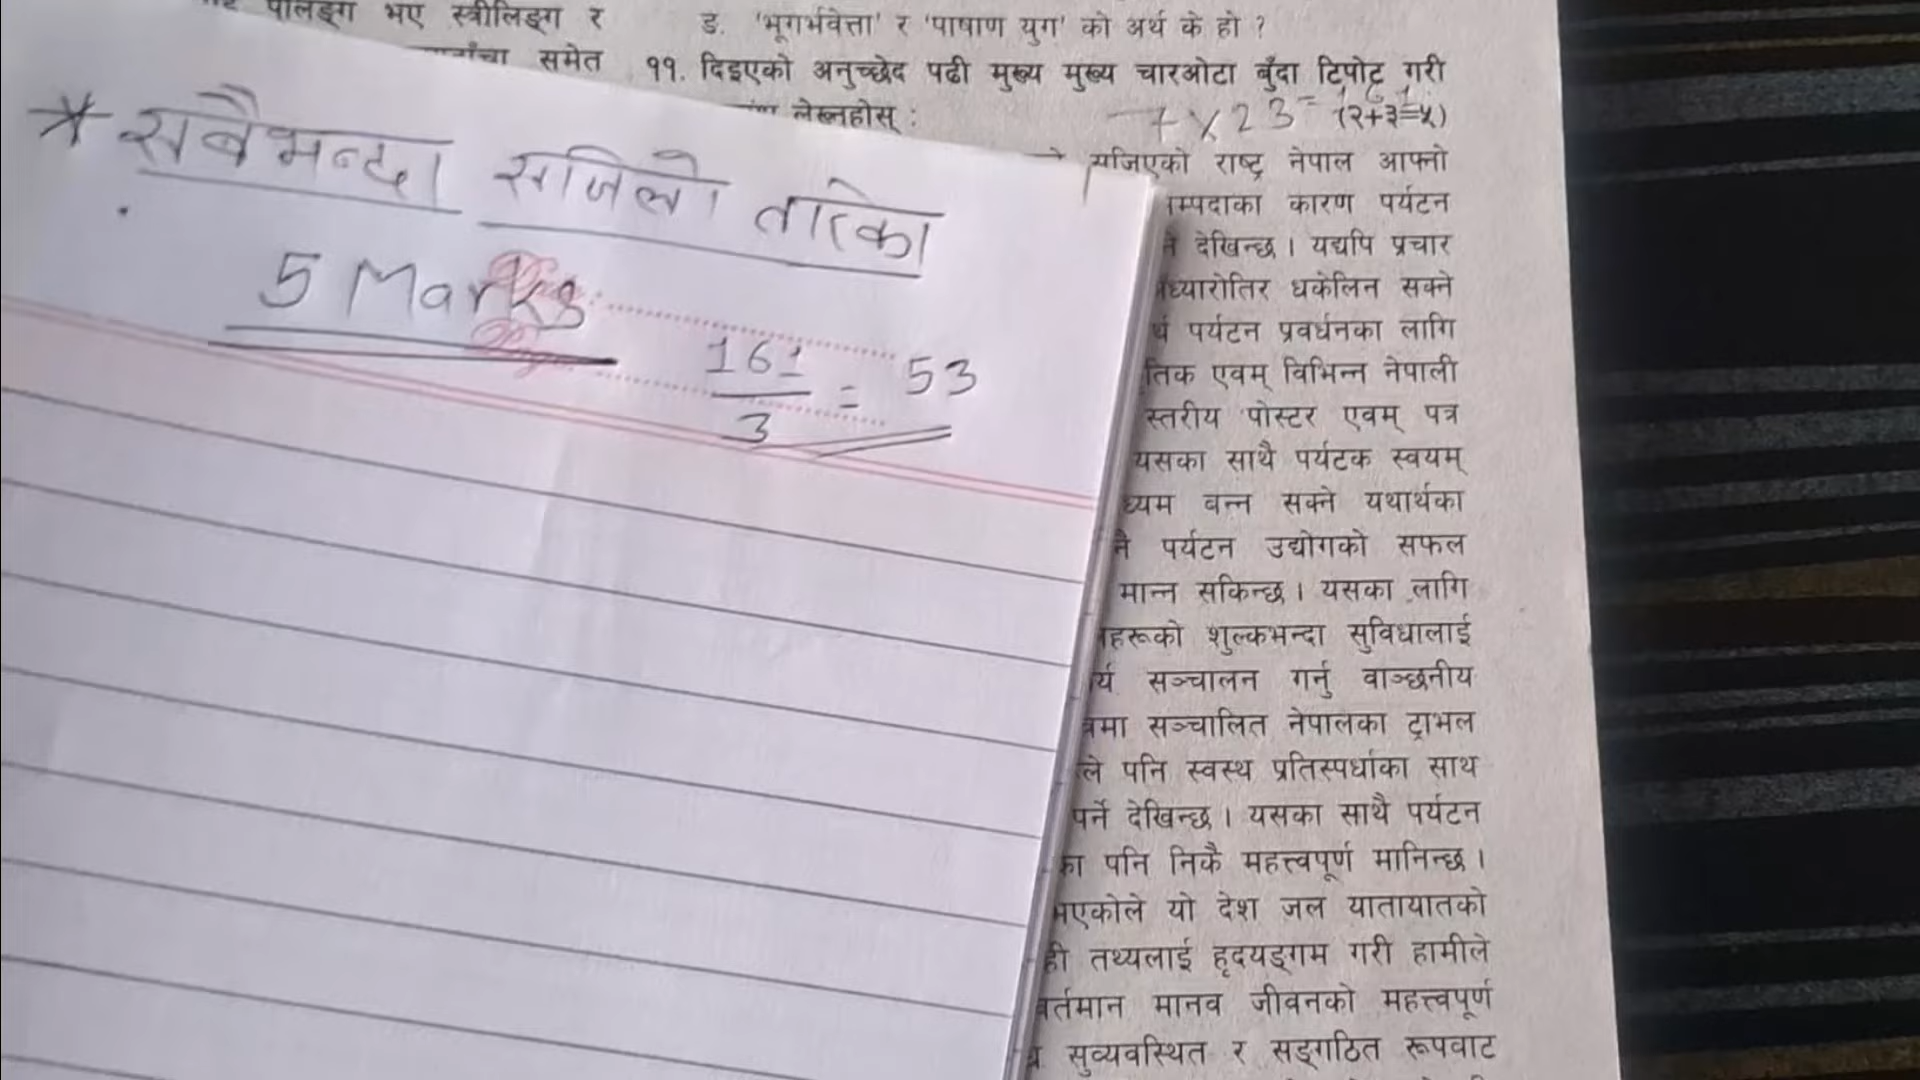 पुलिङ्ग भए स्त्रीलिङ्ग र
समेत
ङ. 'भूगर्भवेत्ता' र 'पाषाण युग' को अर्थ के हो ?
११. दिइएको अनुच्छेद पढी मुख्य मुख्य चारओटा बुँदा टिपोट गरी
लेख्नुहोस् :
7 x 23 = 161
(२+३=५)
* सबैभन्दा सजिलो तरिका
5 Marks
161/3 = 53
सजिएको राष्ट्र नेपाल आफ्नो
कारण पर्यटन
देखिन्छ । यद्यपि प्रचार
धकेलिन सक्ने
पर्यटन प्रवर्धनका लागि
एवम् विभिन्न नेपाली
स्तरीय पोस्टर एवम् पत्र
यसका साथै पर्यटक स्वयम्
बन्न सक्ने यथार्थका
पर्यटन उद्योगको सफल
मान्न सकिन्छ । यसका लागि
हरूको शुल्कभन्दा सुविधालाई
सञ्चालन गर्नु वाञ्छनीय
सञ्चालित नेपालका ट्राभल
ले पनि स्वस्थ प्रतिस्पर्धाका साथ
पर्ने देखिन्छ । यसका साथै पर्यटन
पनि निकै महत्त्वपूर्ण मानिन्छ ।
यो देश जल यातायातको
तथ्यलाई हृदयङ्गम गरी हामीले
वर्तमान मानव जीवनको महत्त्वपूर्ण
सुव्यवस्थित र सङ्गठित रूपबाट